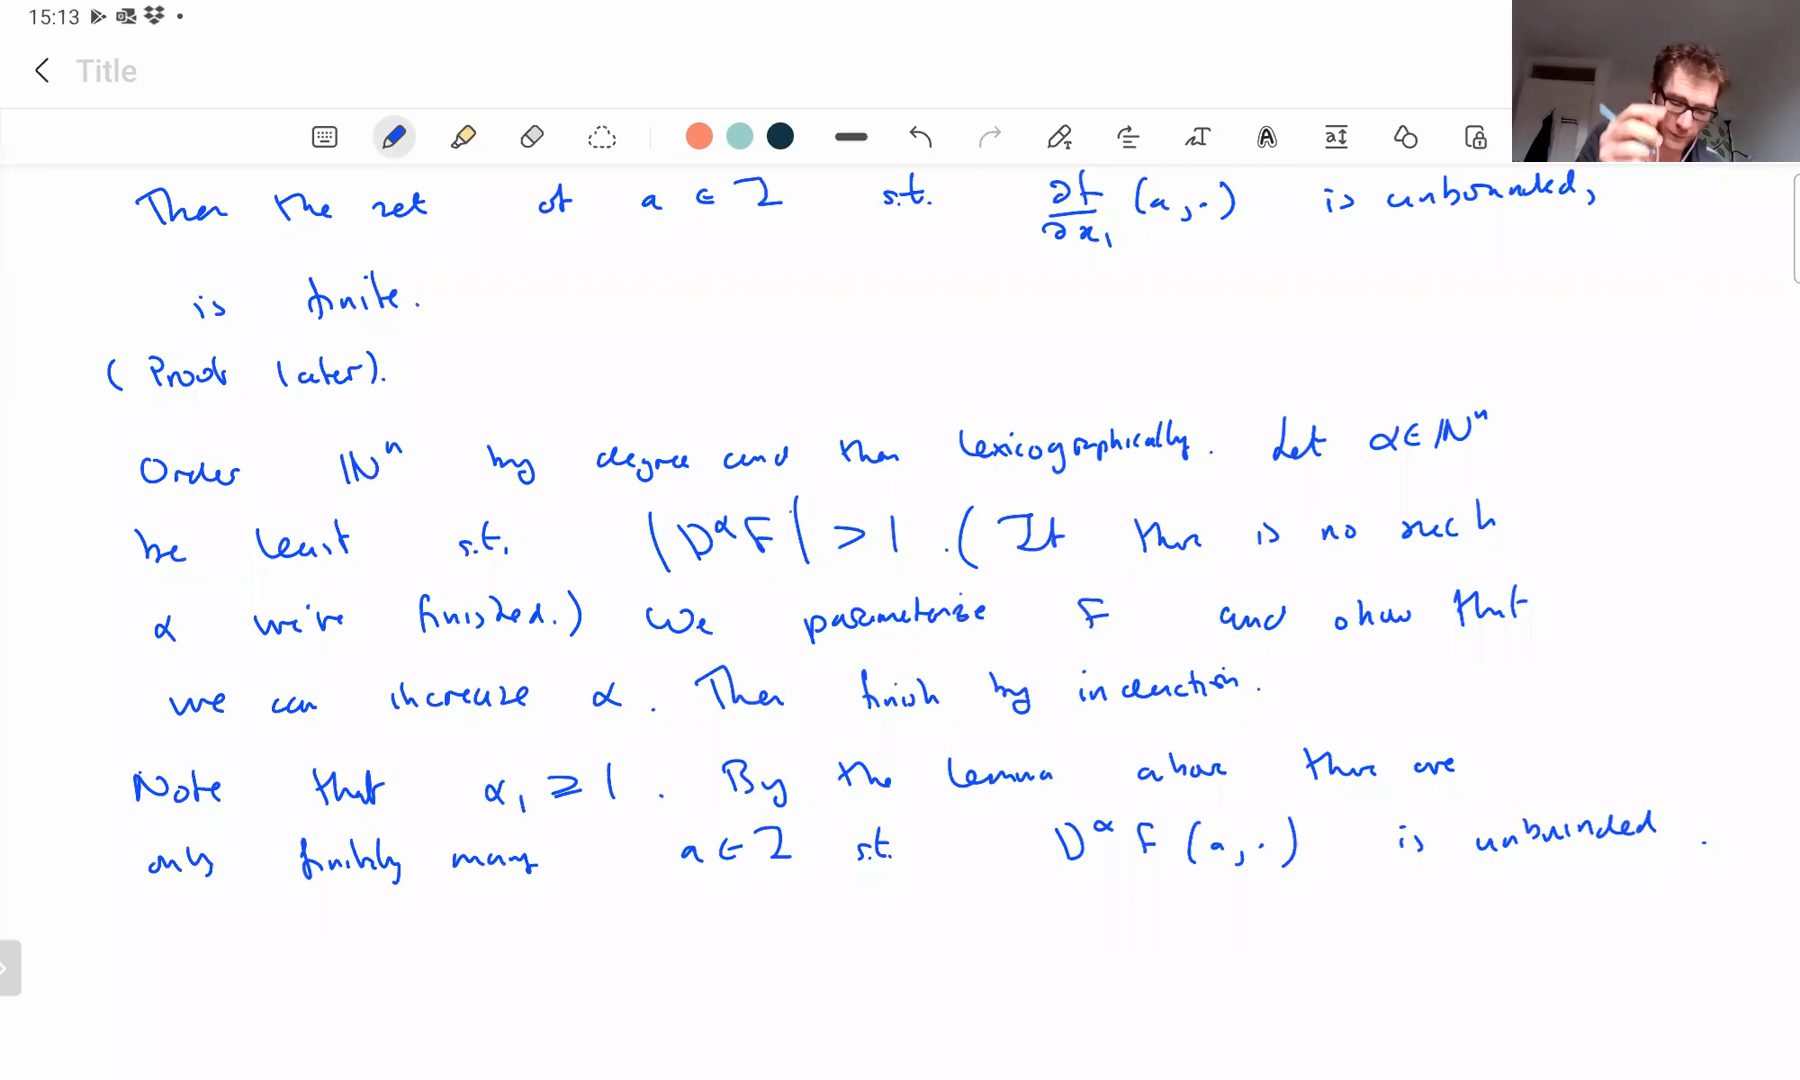 15:13
Title
Then the set of a ∈ I s.t. ∂f/∂x₁ (a, ·) is unbounded,
is finite.
(Proof later).
Order ℕⁿ by degree and then lexicographically. Let α ∈ ℕⁿ
be least s.t. |D^α F| > 1. (If there is no such
α we're finished.) We parameterise F and show that
we can increase α. Then finish by induction.
Note that α₁ ≥ 1. By the lemma above there are
only finitely many a ∈ I s.t. D^α F (a, ·) is unbounded.